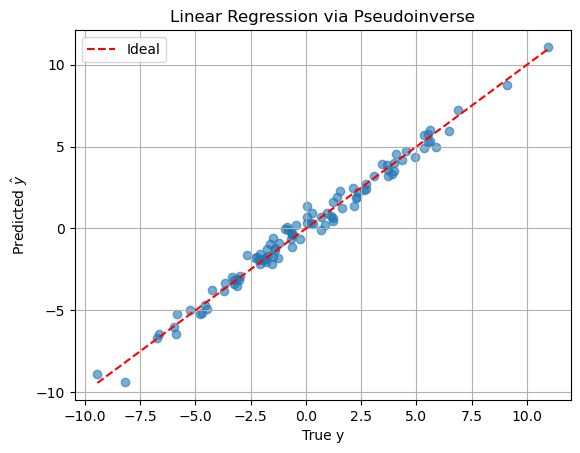 Linear Regression via Pseudoinverse
Ideal
Predicted ŷ
10
5
0
−5
−10
−10.0 −7.5 −5.0 −2.5 0.0 2.5 5.0 7.5 10.0
True y